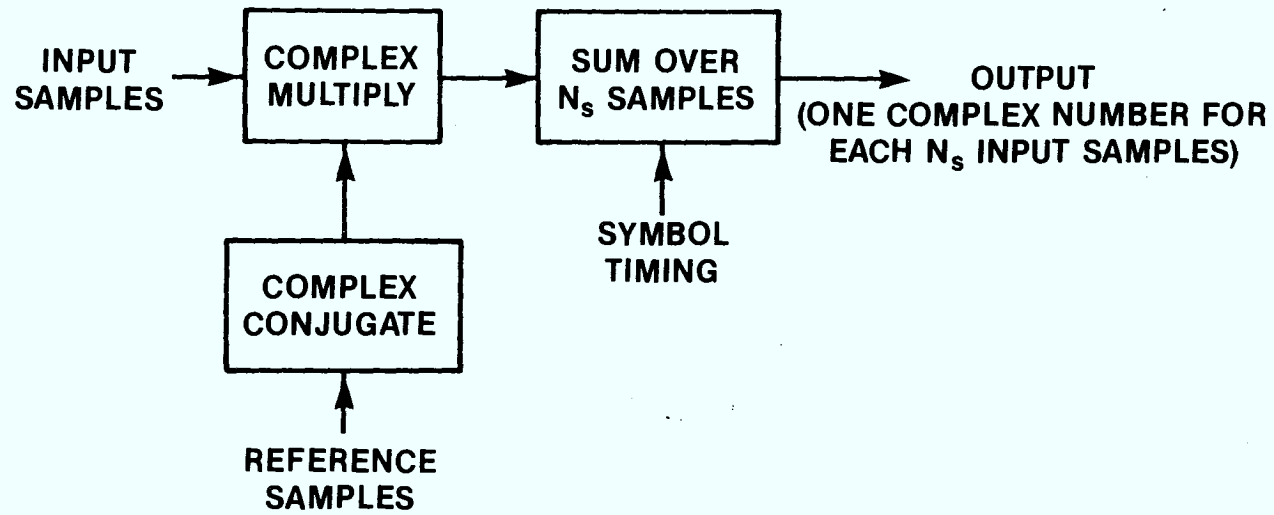 INPUT
SAMPLES
COMPLEX
MULTIPLY
SUM OVER
Nₛ SAMPLES
OUTPUT
(ONE COMPLEX NUMBER FOR
EACH Nₛ INPUT SAMPLES)
SYMBOL
TIMING
COMPLEX
CONJUGATE
REFERENCE
SAMPLES